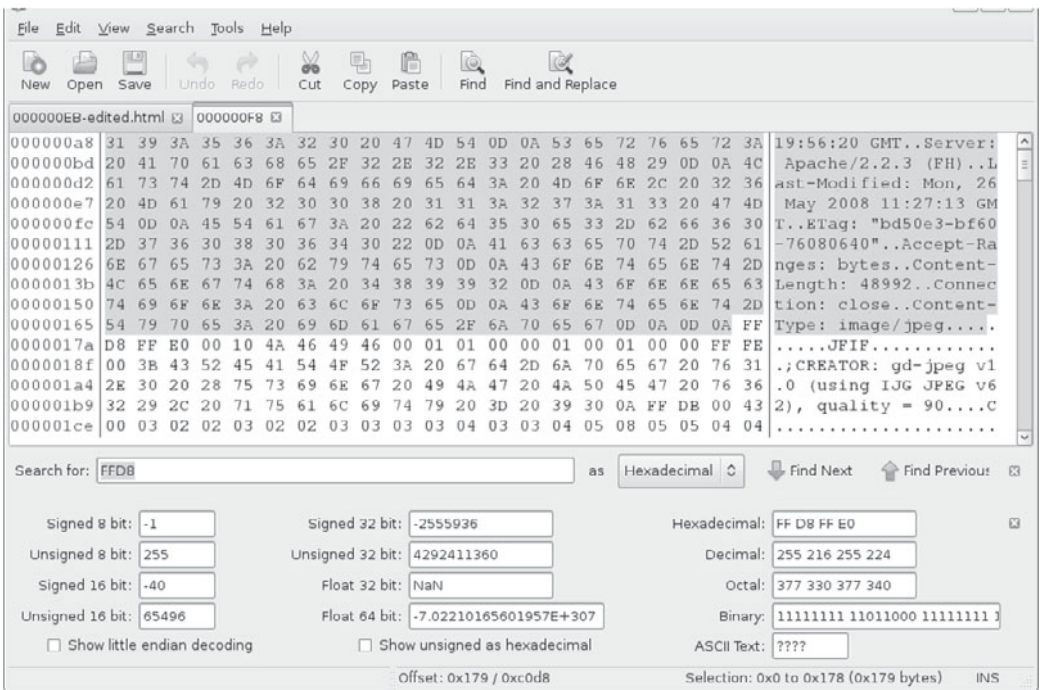 File Edit View Search Tools Help
New Open Save Undo Redo Cut Copy Paste Find Find and Replace
000000EB-edited.html 000000F8
000000a8 31 39 3A 35 36 3A 32 30 20 47 4D 54 0D 0A 53 65 72 76 65 72 3A 19:56:20 GMT..Server:
000000bd 20 41 70 61 63 68 65 2F 32 2E 32 2E 33 20 28 46 48 29 0D 0A 4C Apache/2.2.3 (FH)..L
000000d2 61 73 74 2D 4D 6F 64 69 66 69 65 64 3A 20 4D 6F 6E 2C 20 32 36 ast-Modified: Mon, 26
000000e7 20 4D 61 79 20 32 30 30 38 20 31 31 3A 32 37 3A 31 33 20 47 4D May 2008 11:27:13 GM
000000fc 54 0D 0A 45 54 61 67 3A 20 22 62 64 35 30 65 33 2D 62 66 36 30 T..ETag: "bd50e3-bf60
00000111 2D 37 36 30 38 30 36 34 30 22 0D 0A 41 63 63 65 70 74 2D 52 61 -76080640"..Accept-Ra
00000126 6E 67 65 73 3A 20 62 79 74 65 73 0D 0A 43 6F 6E 74 65 6E 74 2D nges: bytes..Content-
0000013b 4C 65 6E 67 74 68 3A 20 34 38 39 39 32 0D 0A 43 6F 6E 6E 65 63 Length: 48992..Connec
00000150 74 69 6F 6E 3A 20 63 6C 6F 73 65 0D 0A 43 6F 6E 74 65 6E 74 2D tion: close..Content-
00000165 54 79 70 65 3A 20 69 6D 61 67 65 2F 6A 70 65 67 0D 0A 0D 0A FF Type: image/jpeg.....
0000017a D8 FF E0 00 10 4A 46 49 46 00 01 01 00 00 01 00 01 00 00 FF FE .....JFIF............
0000018f 00 3B 43 52 45 41 54 4F 52 3A 20 67 64 2D 6A 70 65 67 20 76 31 .;CREATOR: gd-jpeg v1
000001a4 2E 30 20 28 75 73 69 6E 67 20 49 4A 47 20 4A 50 45 47 20 76 36 .0 (using IJG JPEG v6
000001b9 32 29 2C 20 71 75 61 6C 69 74 79 20 3D 20 39 30 0A FF DB 00 43 2), quality = 90....C
000001ce 00 03 02 02 03 02 02 03 03 03 03 04 03 03 04 05 08 05 05 04 04 .....................
Search for: FFD8 as Hexadecimal Find Next Find Previous
Signed 8 bit: -1 Signed 32 bit: -2555936 Hexadecimal: FF D8 FF E0
Unsigned 8 bit: 255 Unsigned 32 bit: 4292411360 Decimal: 255 216 255 224
Signed 16 bit: -40 Float 32 bit: NaN Octal: 377 330 377 340
Unsigned 16 bit: 65496 Float 64 bit: -7.02210165601957E+307 Binary: 11111111 11011000 11111111 1
Show little endian decoding Show unsigned as hexadecimal ASCII Text: ????
Offset: 0x179 / 0xc0d8 Selection: 0x0 to 0x178 (0x179 bytes) INS